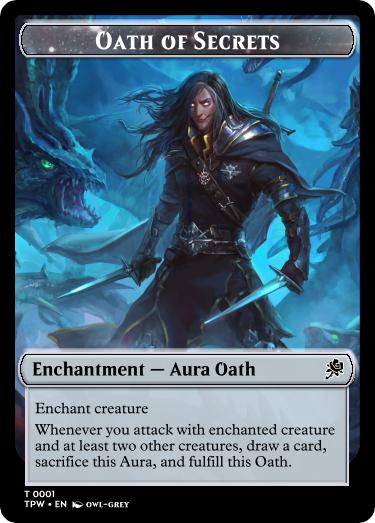 Oath of Secrets
Enchantment — Aura Oath
Enchant creature
Whenever you attack with enchanted creature
and at least two other creatures, draw a card,
sacrifice this Aura, and fulfill this Oath.
T 0001
TPW • EN OWL-GREY